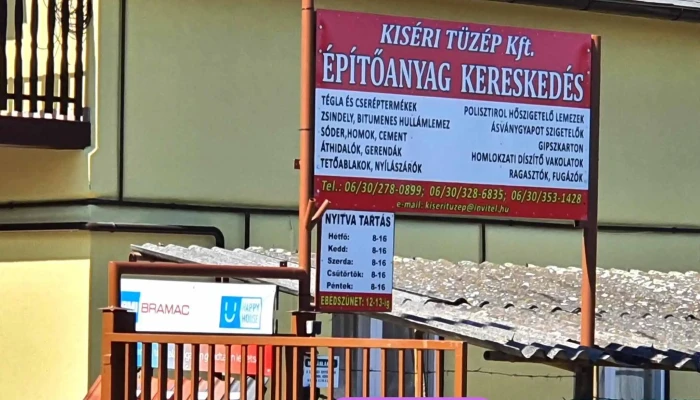 KISÉRI TÜZÉP Kft.
ÉPÍTŐANYAG KERESKEDÉS
TÉGLA ÉS CSERÉPTERMÉKEK
ZSINDELY, BITUMENES HULLÁMLEMEZ
SÓDER,HOMOK, CEMENT
ÁTHIDALÓK, GERENDÁK
TETŐABLAKOK, NYÍLÁSZÁRÓK
POLISZTIROL HŐSZIGETELŐ LEMEZEK
ÁSVÁNYGYAPOT SZIGETELŐK
GIPSZKARTON
HOMLOKZATI DÍSZÍTŐ VAKOLATOK
RAGASZTÓK, FUGÁZÓK
Tel.: 06/30/278-0899; 06/30/328-6835; 06/30/353-1428
e-mail: kiserituzep@invitel.hu
NYITVA TARTÁS
Hétfő: 8-16
Kedd: 8-16
Szerda: 8-16
Csütörtök: 8-16
Péntek: 8-16
EBÉDSZÜNET: 12-13-ig
BRAMAC
HAPPY
HOUSE